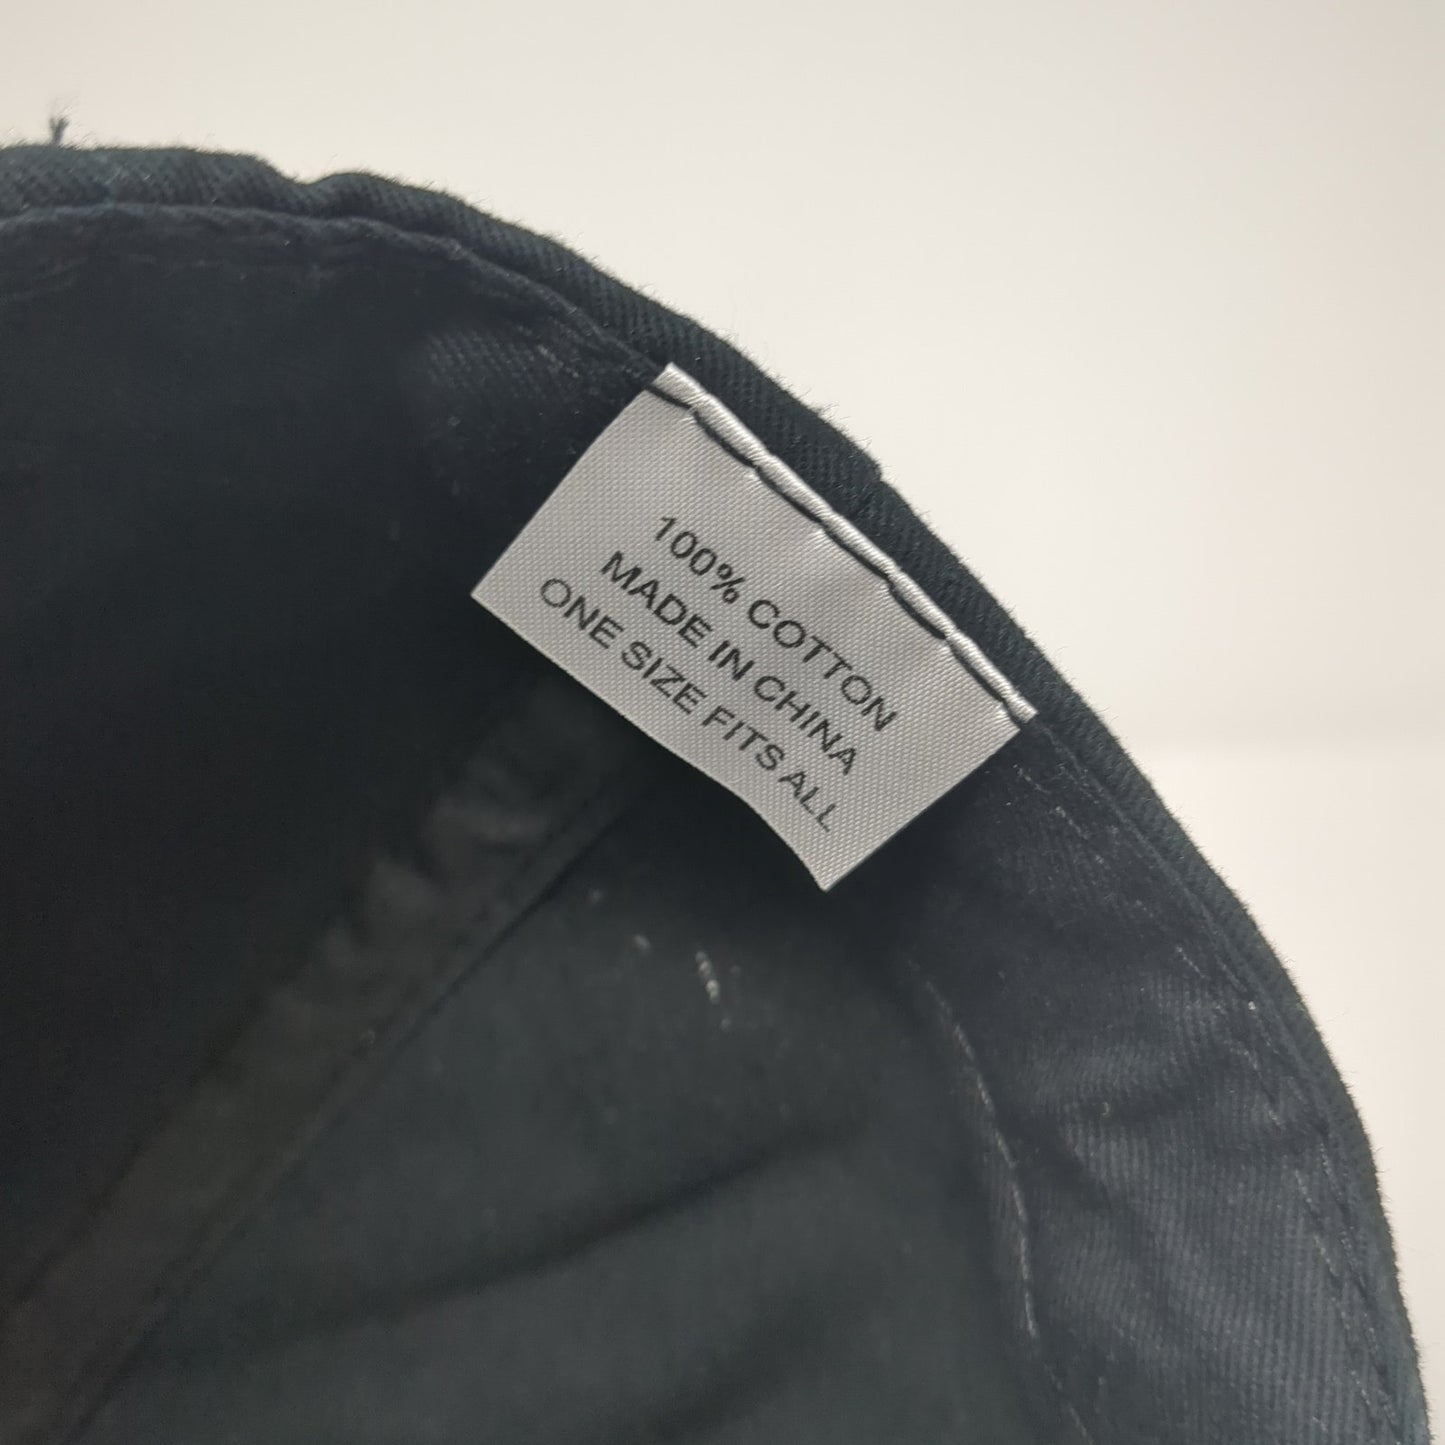 100% COTTON
MADE IN CHINA
ONE SIZE FITS ALL